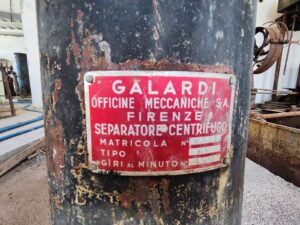 GALARDI
OFFICINE MECCANICHE S.A.
FIRENZE
SEPARATORE CENTRIFUGO
MATRICOLA N°
TIPO N°
GIRI AL MINUTO N°